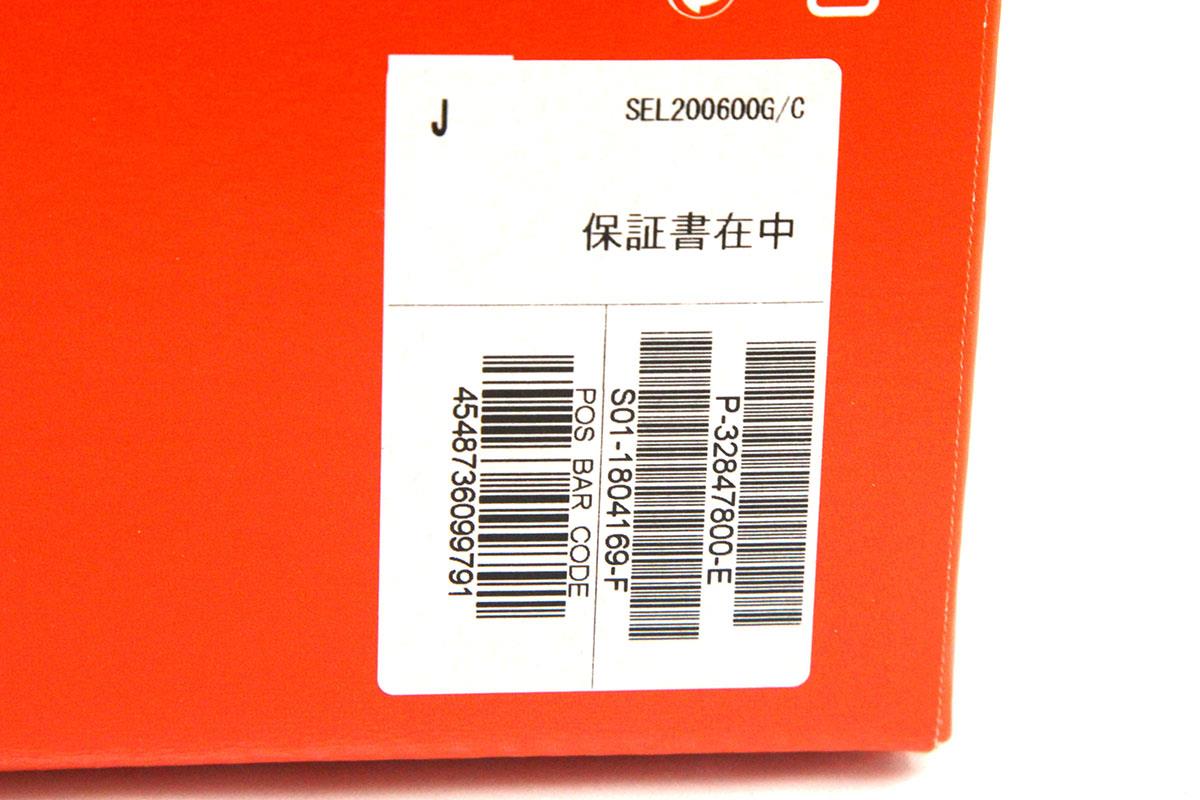 J
SEL200600G/C
保証書在中
P-32847800-E
S01-1804169-F
POS BAR CODE
4548736099791